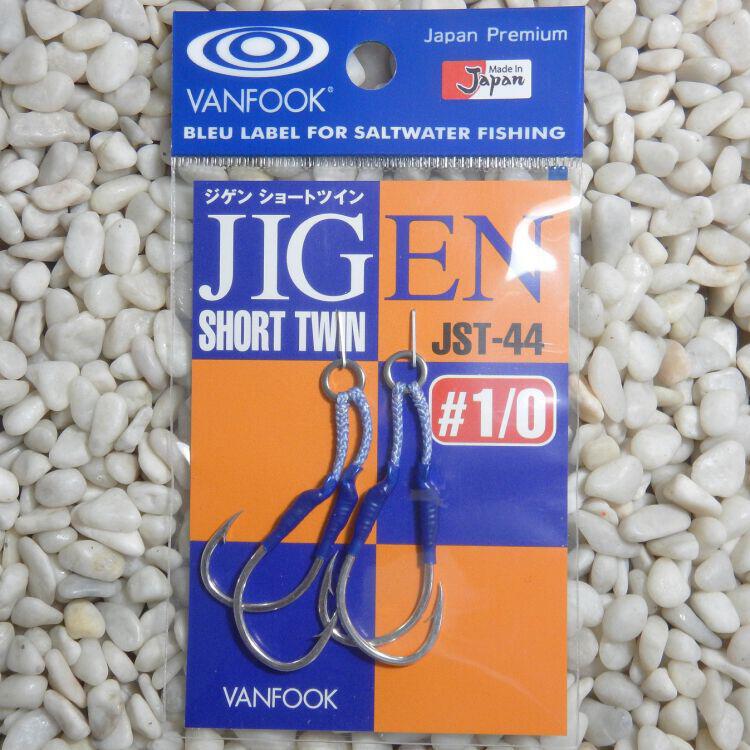 Japan Premium
Made In
Japan
VANFOOK®
BLEU LABEL FOR SALTWATER FISHING
ジゲン ショートツイン
JIGEN
SHORT TWIN JST-44
#1/0
VANFOOK